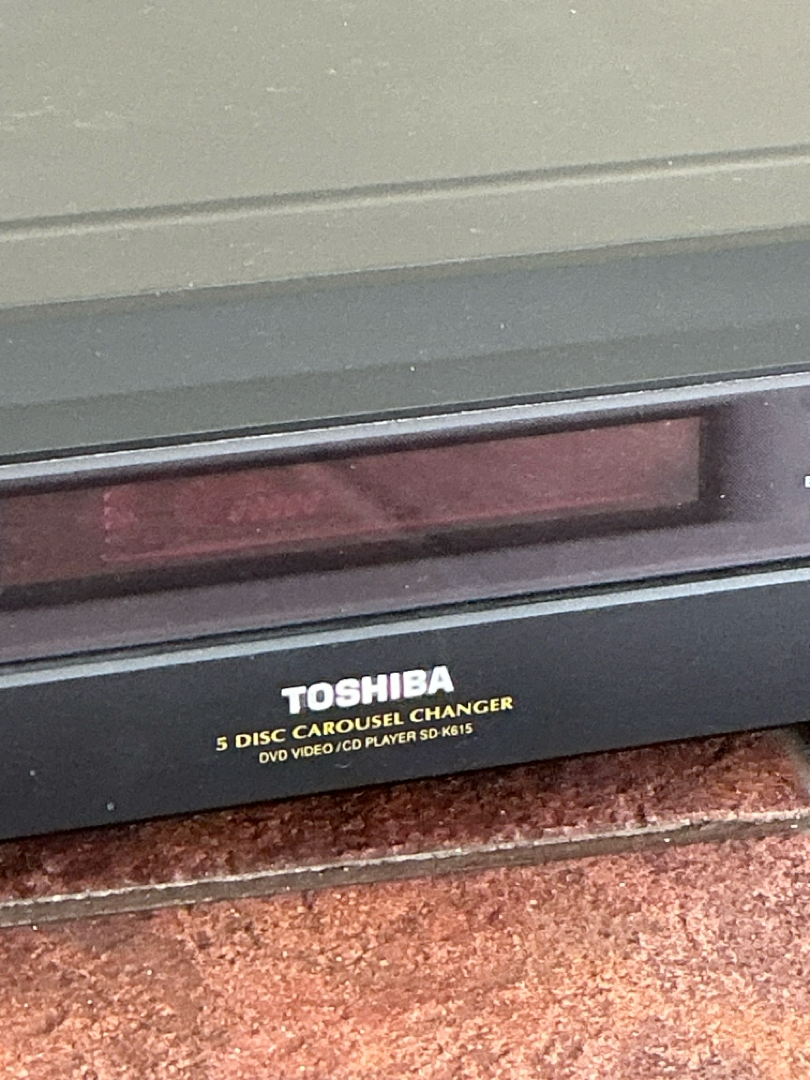 TOSHIBA
5 DISC CAROUSEL CHANGER
DVD VIDEO/CD PLAYER SD-K615